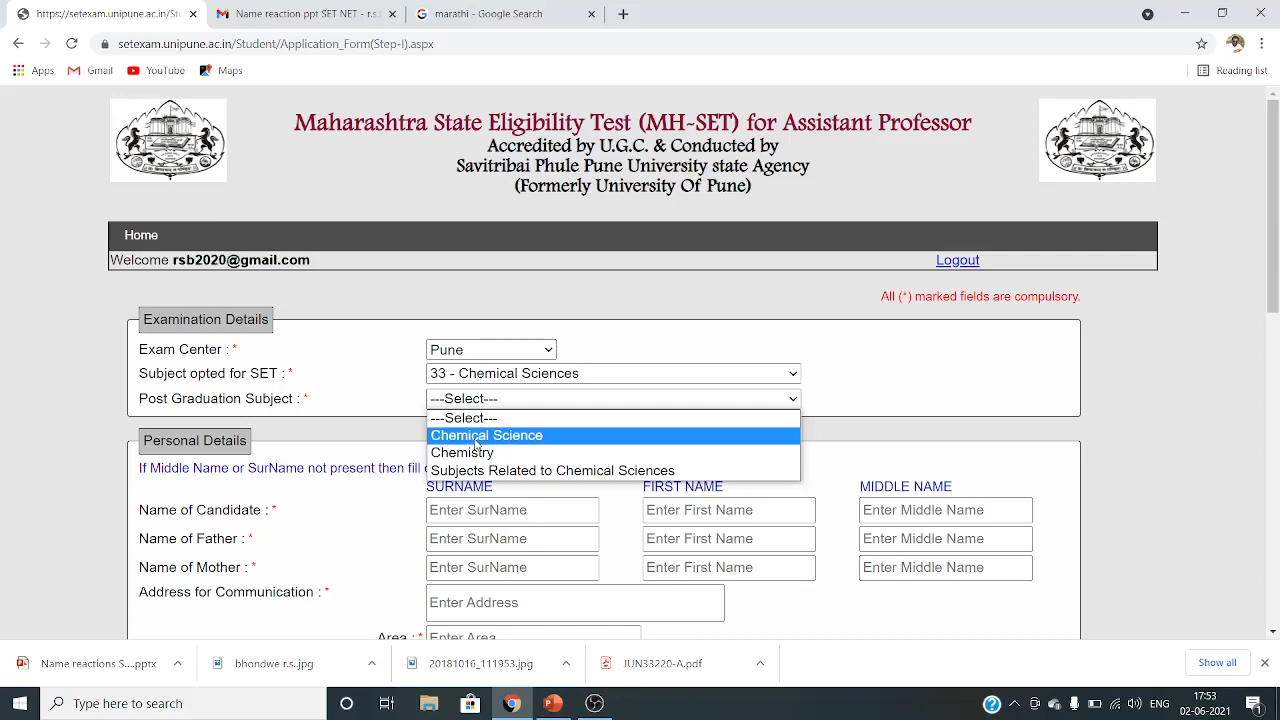 https://setexam.unipune.ac.in/St
Name reaction ppt SET NET - r.s.
marathi - Google Search
setexam.unipune.ac.in/Student/Application_Form(Step-I).aspx
Apps
Gmail
YouTube
Maps
Reading list
Maharashtra State Eligibility Test (MH-SET) for Assistant Professor
Accredited by U.G.C. & Conducted by
Savitribai Phule Pune University state Agency
(Formerly University Of Pune)
Home
Welcome rsb2020@gmail.com
Logout
All (*) marked fields are compulsory.
Examination Details
Exam Center : *
Pune
Subject opted for SET : *
33 - Chemical Sciences
Post Graduation Subject : *
---Select---
---Select---
Chemical Science
Chemistry
Subjects Related to Chemical Sciences
Personal Details
If Middle Name or SurName not present then fill
SURNAME
FIRST NAME
MIDDLE NAME
Name of Candidate : *
Enter SurName
Enter First Name
Enter Middle Name
Name of Father : *
Enter SurName
Enter First Name
Enter Middle Name
Name of Mother : *
Enter SurName
Enter First Name
Enter Middle Name
Address for Communication : *
Enter Address
Area : *
Enter Area
Name reactions S....pptx
bhondwe r.s.jpg
20181016_111953.jpg
JUN33220-A.pdf
Show all
Type here to search
ENG
17:53
02-06-2021